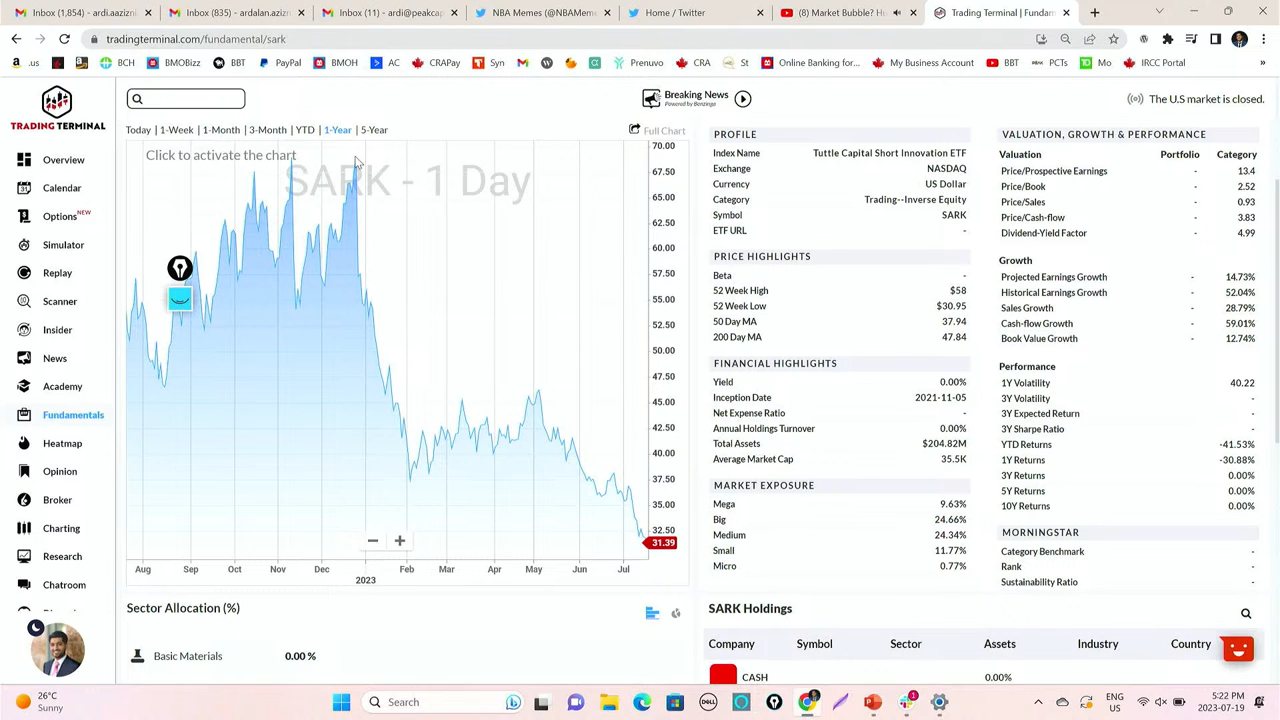 Inbox (1,854) - ardi.aazizni
Inbox (835) - ardalan.azizn
Inbox (11) - ardi@peakcap
NBA Memes (@NBAMeme
Home / Twitter
(8) Market Bubble? Hu
Trading Terminal | Fundam
tradingterminal.com/fundamental/sark
.us
BCH
BMOBizz
BBT
PayPal
BMOH
AC
CRAPay
Syn
Prenuvo
CRA
St
Online Banking for...
My Business Account
BBT
PCTs
Mo
IRCC Portal
»
TRADING TERMINAL
Breaking News
Powered by Benzinga
The U.S market is closed.
Today | 1-Week | 1-Month | 3-Month | YTD | 1-Year | 5-Year
Full Chart
Click to activate the chart
SARK - 1 Day
70.00
67.50
65.00
62.50
60.00
57.50
55.00
52.50
50.00
47.50
45.00
42.50
40.00
37.50
35.00
32.50
31.39
Aug Sep Oct Nov Dec Feb Mar Apr May Jun Jul
2023
Overview
Calendar
Options NEW
Simulator
Replay
Scanner
Insider
News
Academy
Fundamentals
Heatmap
Opinion
Broker
Charting
Research
Chatroom
PROFILE
Index Name Tuttle Capital Short Innovation ETF
Exchange NASDAQ
Currency US Dollar
Category Trading--Inverse Equity
Symbol SARK
ETF URL -
PRICE HIGHLIGHTS
Beta -
52 Week High $58
52 Week Low $30.95
50 Day MA 37.94
200 Day MA 47.84
FINANCIAL HIGHLIGHTS
Yield 0.00%
Inception Date 2021-11-05
Net Expense Ratio -
Annual Holdings Turnover 0.00%
Total Assets $204.82M
Average Market Cap 35.5K
MARKET EXPOSURE
Mega 9.63%
Big 24.66%
Medium 24.34%
Small 11.77%
Micro 0.77%
VALUATION, GROWTH & PERFORMANCE
Valuation Portfolio Category
Price/Prospective Earnings - 13.4
Price/Book - 2.52
Price/Sales - 0.93
Price/Cash-flow - 3.83
Dividend-Yield Factor - 4.99
Growth
Projected Earnings Growth - 14.73%
Historical Earnings Growth - 52.04%
Sales Growth - 28.79%
Cash-flow Growth - 59.01%
Book Value Growth - 12.74%
Performance
1Y Volatility 40.22
3Y Volatility -
3Y Expected Return -
3Y Sharpe Ratio -
YTD Returns -41.53%
1Y Returns -30.88%
3Y Returns 0.00%
5Y Returns 0.00%
10Y Returns 0.00%
MORNINGSTAR
Category Benchmark -
Rank -
Sustainability Ratio -
Sector Allocation (%)
Basic Materials 0.00 %
SARK Holdings
Company Symbol Sector Assets Industry Country
CASH 0.00%
26°C
Sunny
Search
DELL
1
ENG
US
5:22 PM
2023-07-19